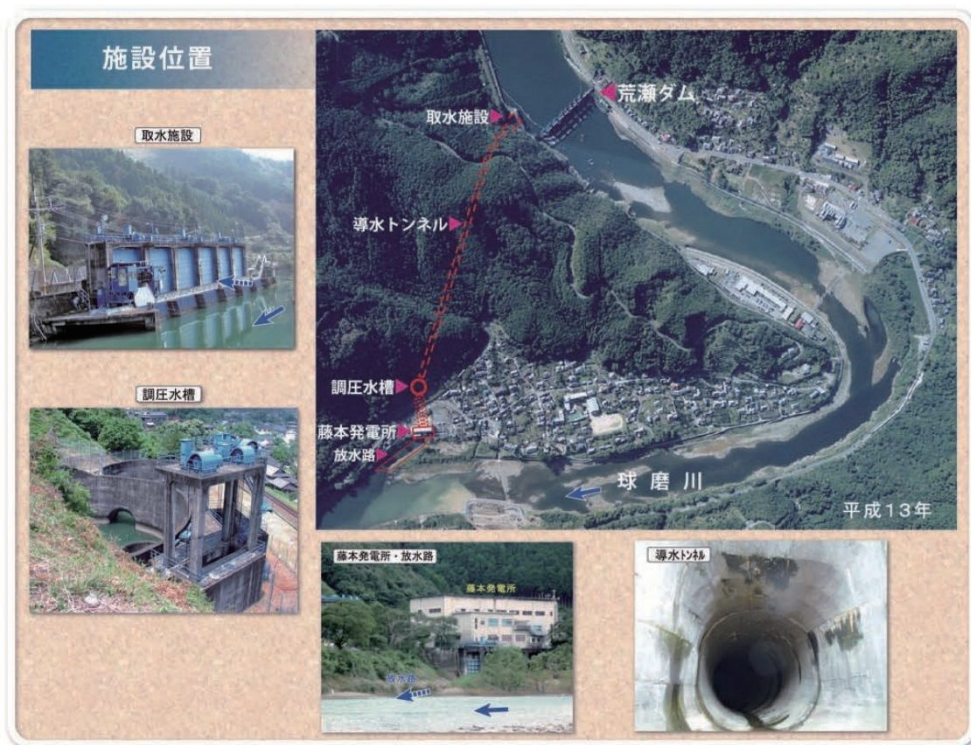 施設位置
取水施設
調圧水槽
荒瀬ダム
取水施設
導水トンネル
調圧水槽
藤本発電所
放水路
球磨川
平成13年
藤本発電所・放水路
藤本発電所
放水路
導水トンネル